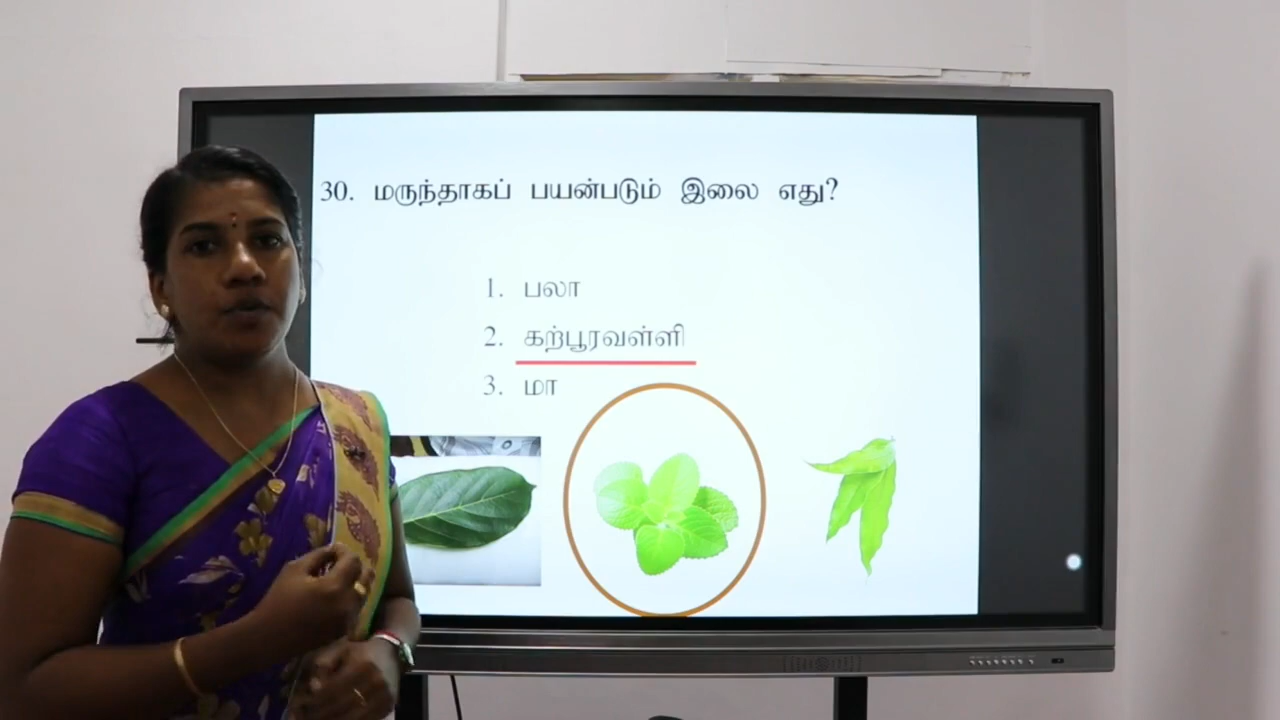 30. மருந்தாகப் பயன்படும் இலை எது?
1. பலா
2. கற்பூரவள்ளி
3. மா